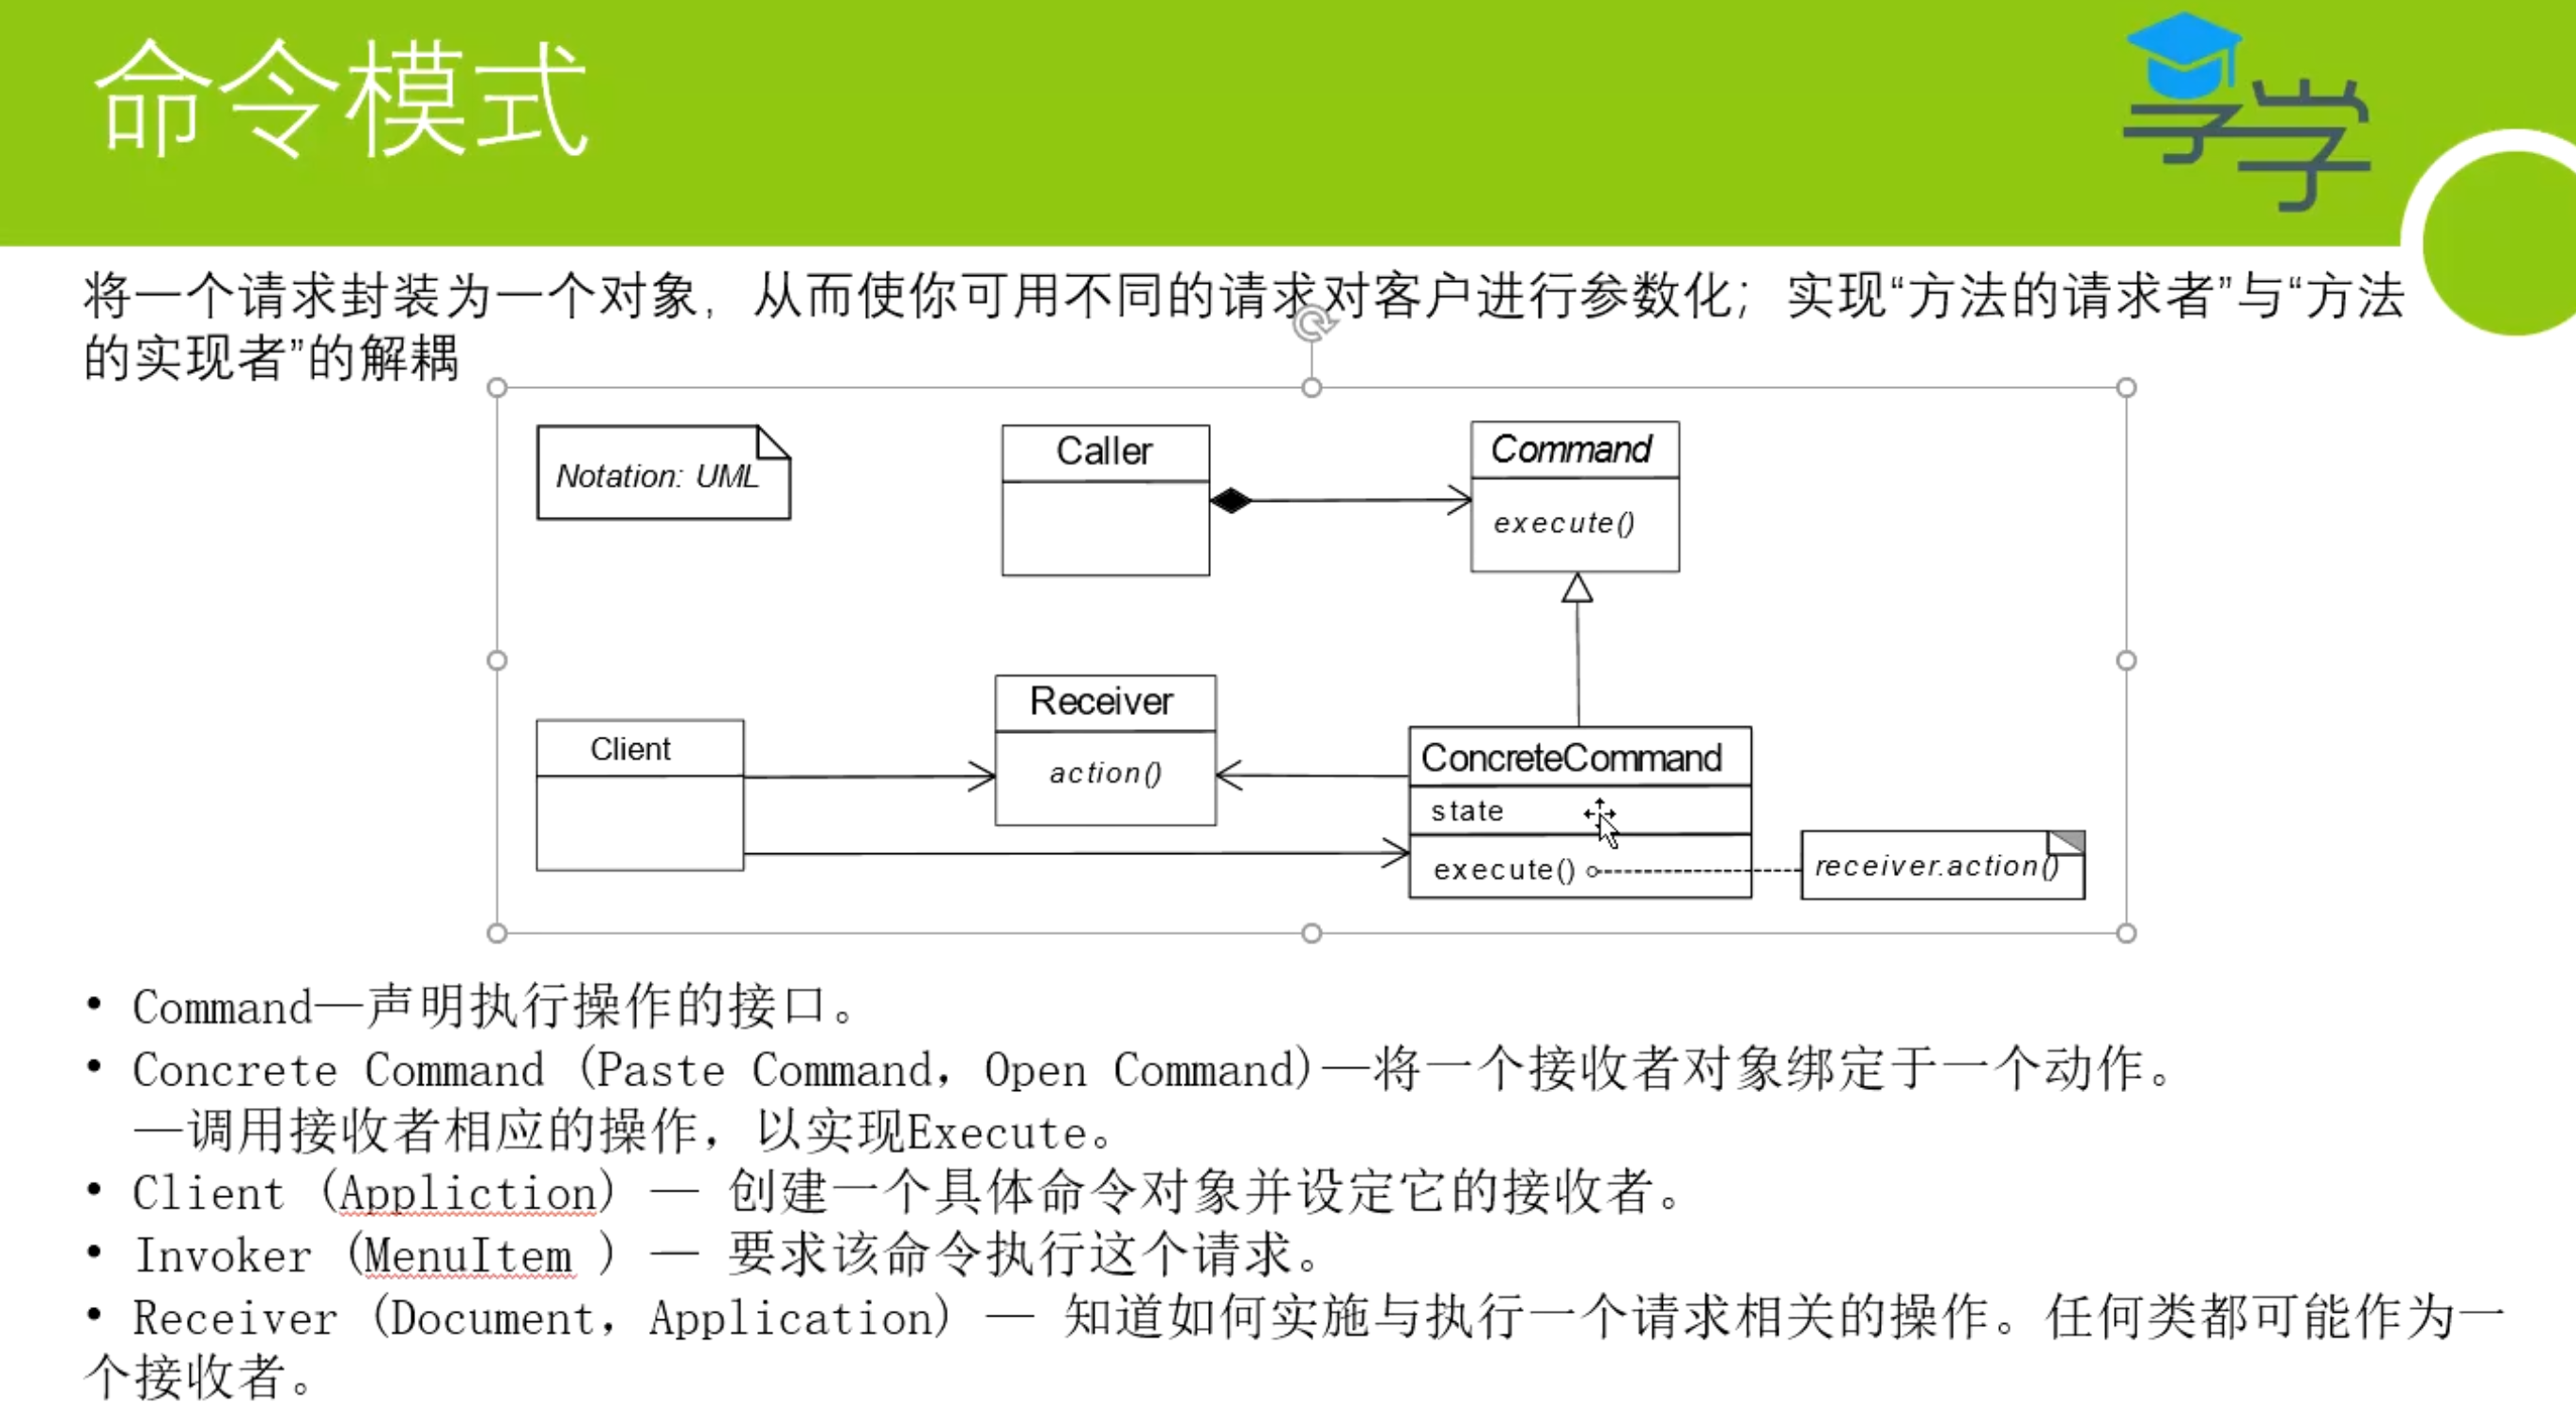 命令模式
享学
将一个请求封装为一个对象，从而使你可用不同的请求对客户进行参数化；实现“方法的请求者”与“方法
的实现者”的解耦
Notation: UML
Caller
Command
execute()
Client
Receiver
action()
ConcreteCommand
state
execute()
receiver.action()
• Command—声明执行操作的接口。
• Concrete Command (Paste Command，Open Command)—将一个接收者对象绑定于一个动作。
—调用接收者相应的操作，以实现Execute。
• Client (Appliction) — 创建一个具体命令对象并设定它的接收者。
• Invoker (MenuItem ) — 要求该命令执行这个请求。
• Receiver (Document，Application) — 知道如何实施与执行一个请求相关的操作。任何类都可能作为一
个接收者。